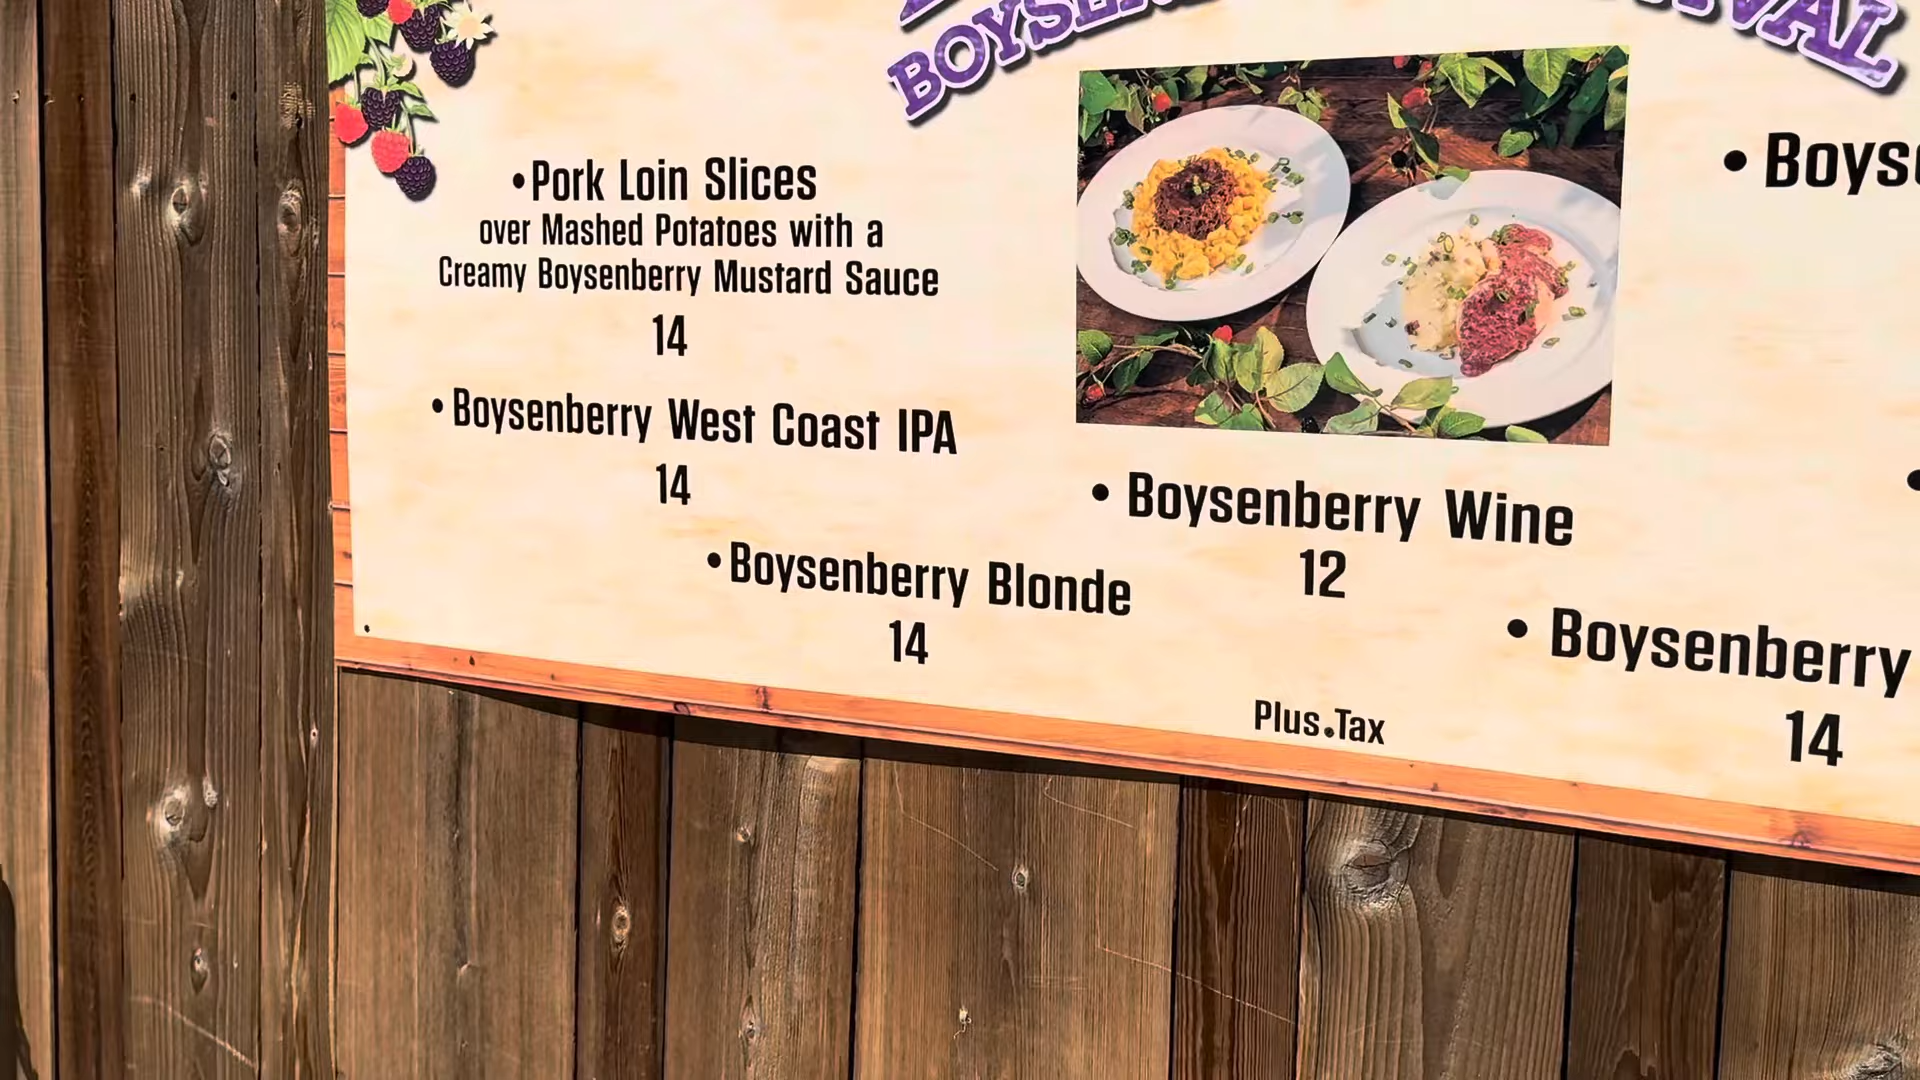 • Pork Loin Slices
over Mashed Potatoes with a
Creamy Boysenberry Mustard Sauce
14
• Boysenberry West Coast IPA
14
• Boysenberry Blonde
14
• Boysenberry Wine
12
• Boysenberry
14
Plus.Tax